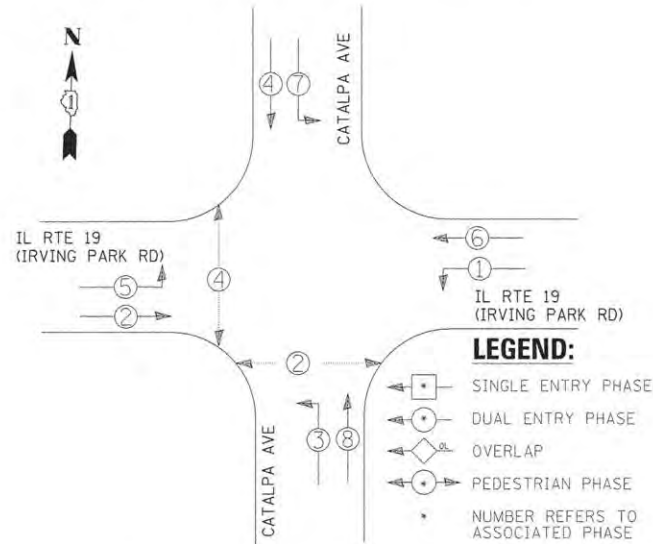 N
1
4 7
CATALPA AVE
IL RTE 19
(IRVING PARK RD)
6
1
5
4
2
IL RTE 19
(IRVING PARK RD)
2
3 8
CATALPA AVE
LEGEND:
* SINGLE ENTRY PHASE
* DUAL ENTRY PHASE
OL OVERLAP
* PEDESTRIAN PHASE
* NUMBER REFERS TO
ASSOCIATED PHASE